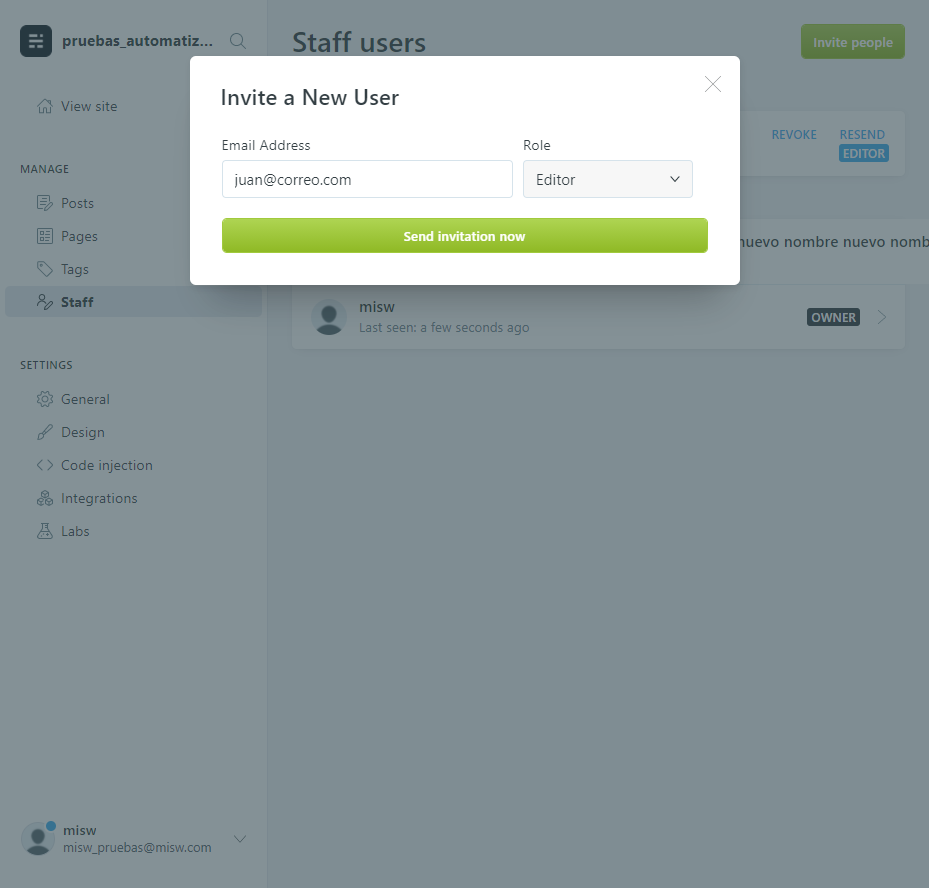 pruebas_automatiz...
View site
MANAGE
Posts
Pages
Tags
Staff
SETTINGS
General
Design
Code injection
Integrations
Labs
misw
misw_pruebas@misw.com
Staff users
Invite people
Invite a New User
Email Address
Role
juan@correo.com
Editor
Send invitation now
REVOKE
RESEND
EDITOR
nuevo nombre nuevo nomb
misw
Last seen: a few seconds ago
OWNER